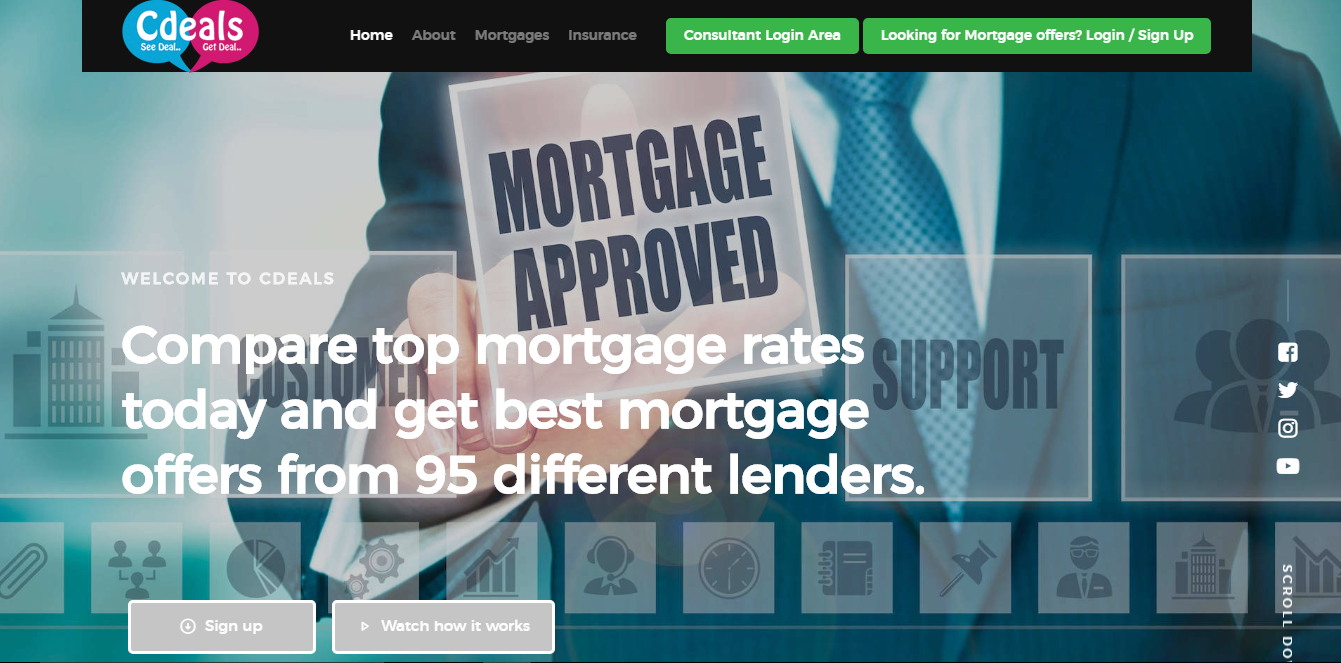 Cdeals
See Deal..
Get Deal..
Home
About
Mortgages
Insurance
Consultant Login Area
Looking for Mortgage offers? Login / Sign Up
MORTGAGE
APPROVED
WELCOME TO CDEALS
Compare top mortgage rates
today and get best mortgage
offers from 95 different lenders.
CUSTOMER
SUPPORT
Sign up
Watch how it works
SCROLL